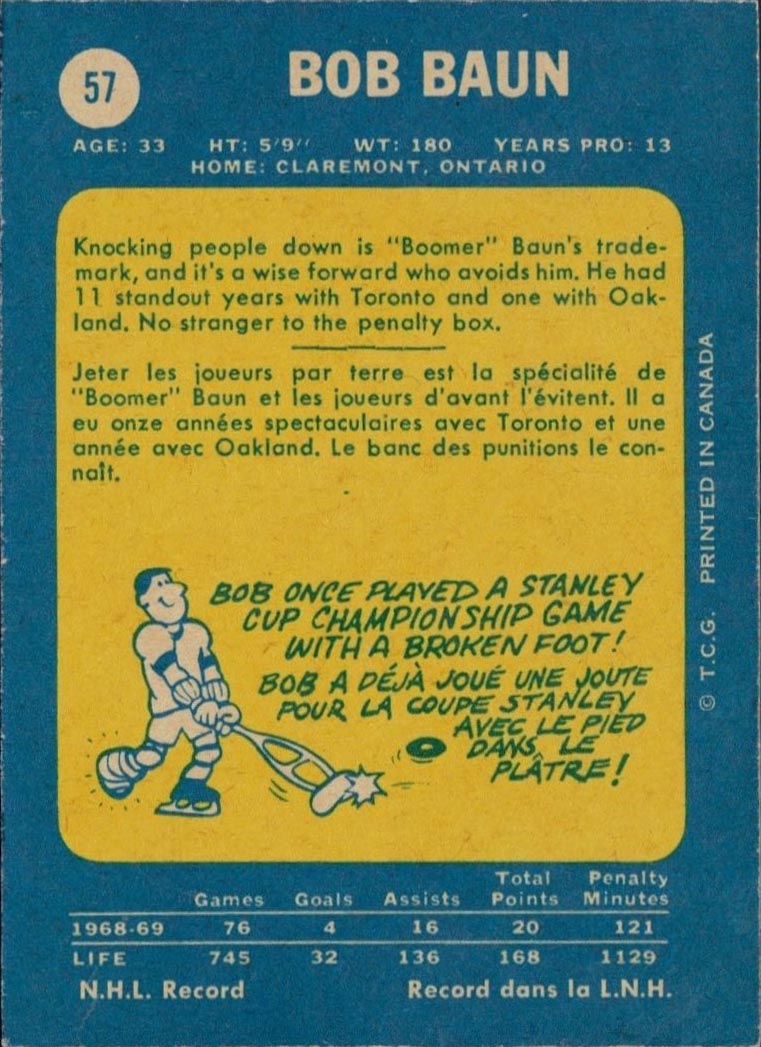 57
BOB BAUN
AGE: 33 HT: 5'9'' WT: 180 YEARS PRO: 13
HOME: CLAREMONT, ONTARIO
Knocking people down is "Boomer" Baun's trade-
mark, and it's a wise forward who avoids him. He had
11 standout years with Toronto and one with Oak-
land. No stranger to the penalty box.
Jeter les joueurs par terre est la spécialité de
"Boomer" Baun et les joueurs d'avant l'évitent. Il a
eu onze années spectaculaires avec Toronto et une
année avec Oakland. Le banc des punitions le con-
naît.
BOB ONCE PLAYED A STANLEY
CUP CHAMPIONSHIP GAME
WITH A BROKEN FOOT!
BOB A DÉJÀ JOUÉ UNE JOUTE
POUR LA COUPE STANLEY
AVEC LE PIED
DANS LE
PLÂTRE!
© T.C.G. PRINTED IN CANADA
Games Goals Assists Total Points Penalty Minutes
1968-69 76 4 16 20 121
LIFE 745 32 136 168 1129
N.H.L. Record Record dans la L.N.H.